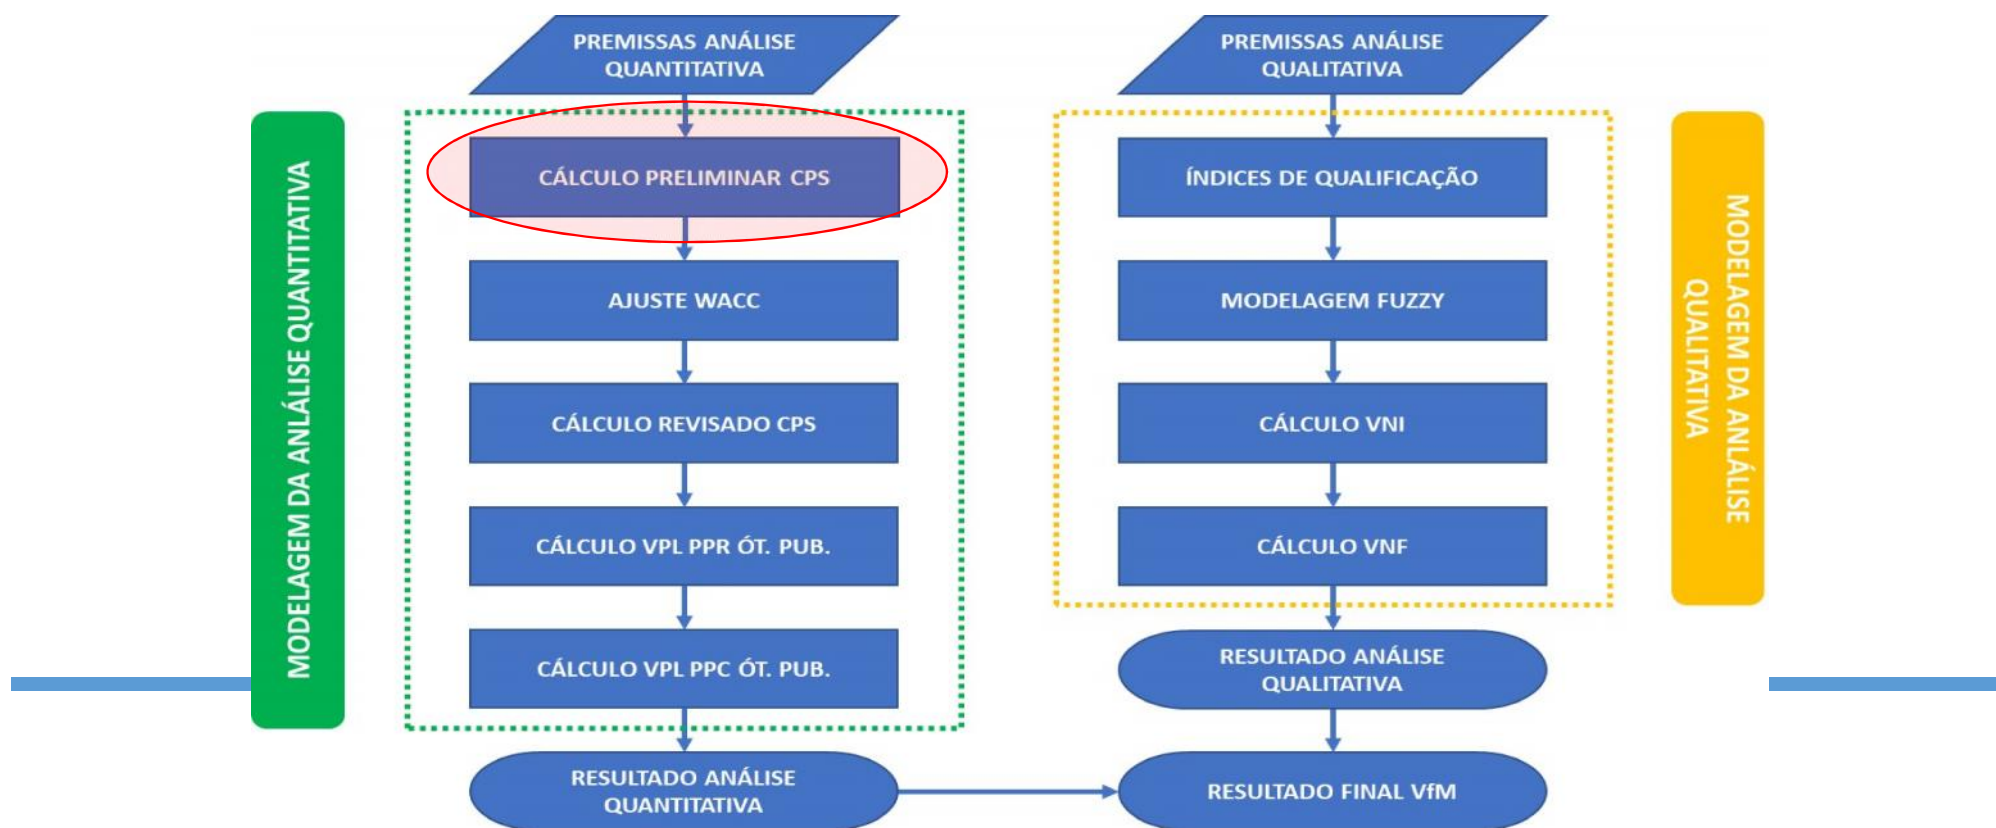 PREMISSAS ANÁLISE
QUANTITATIVA
MODELAGEM DA ANLÁLISE QUANTITATIVA
CÁLCULO PRELIMINAR CPS
AJUSTE WACC
CÁLCULO REVISADO CPS
CÁLCULO VPL PPR ÓT. PUB.
CÁLCULO VPL PPC ÓT. PUB.
RESULTADO ANÁLISE
QUANTITATIVA
PREMISSAS ANÁLISE
QUALITATIVA
ÍNDICES DE QUALIFICAÇÃO
MODELAGEM FUZZY
CÁLCULO VNI
CÁLCULO VNF
MODELAGEM DA ANLÁLISE
QUALITATIVA
RESULTADO ANÁLISE
QUALITATIVA
RESULTADO FINAL VfM